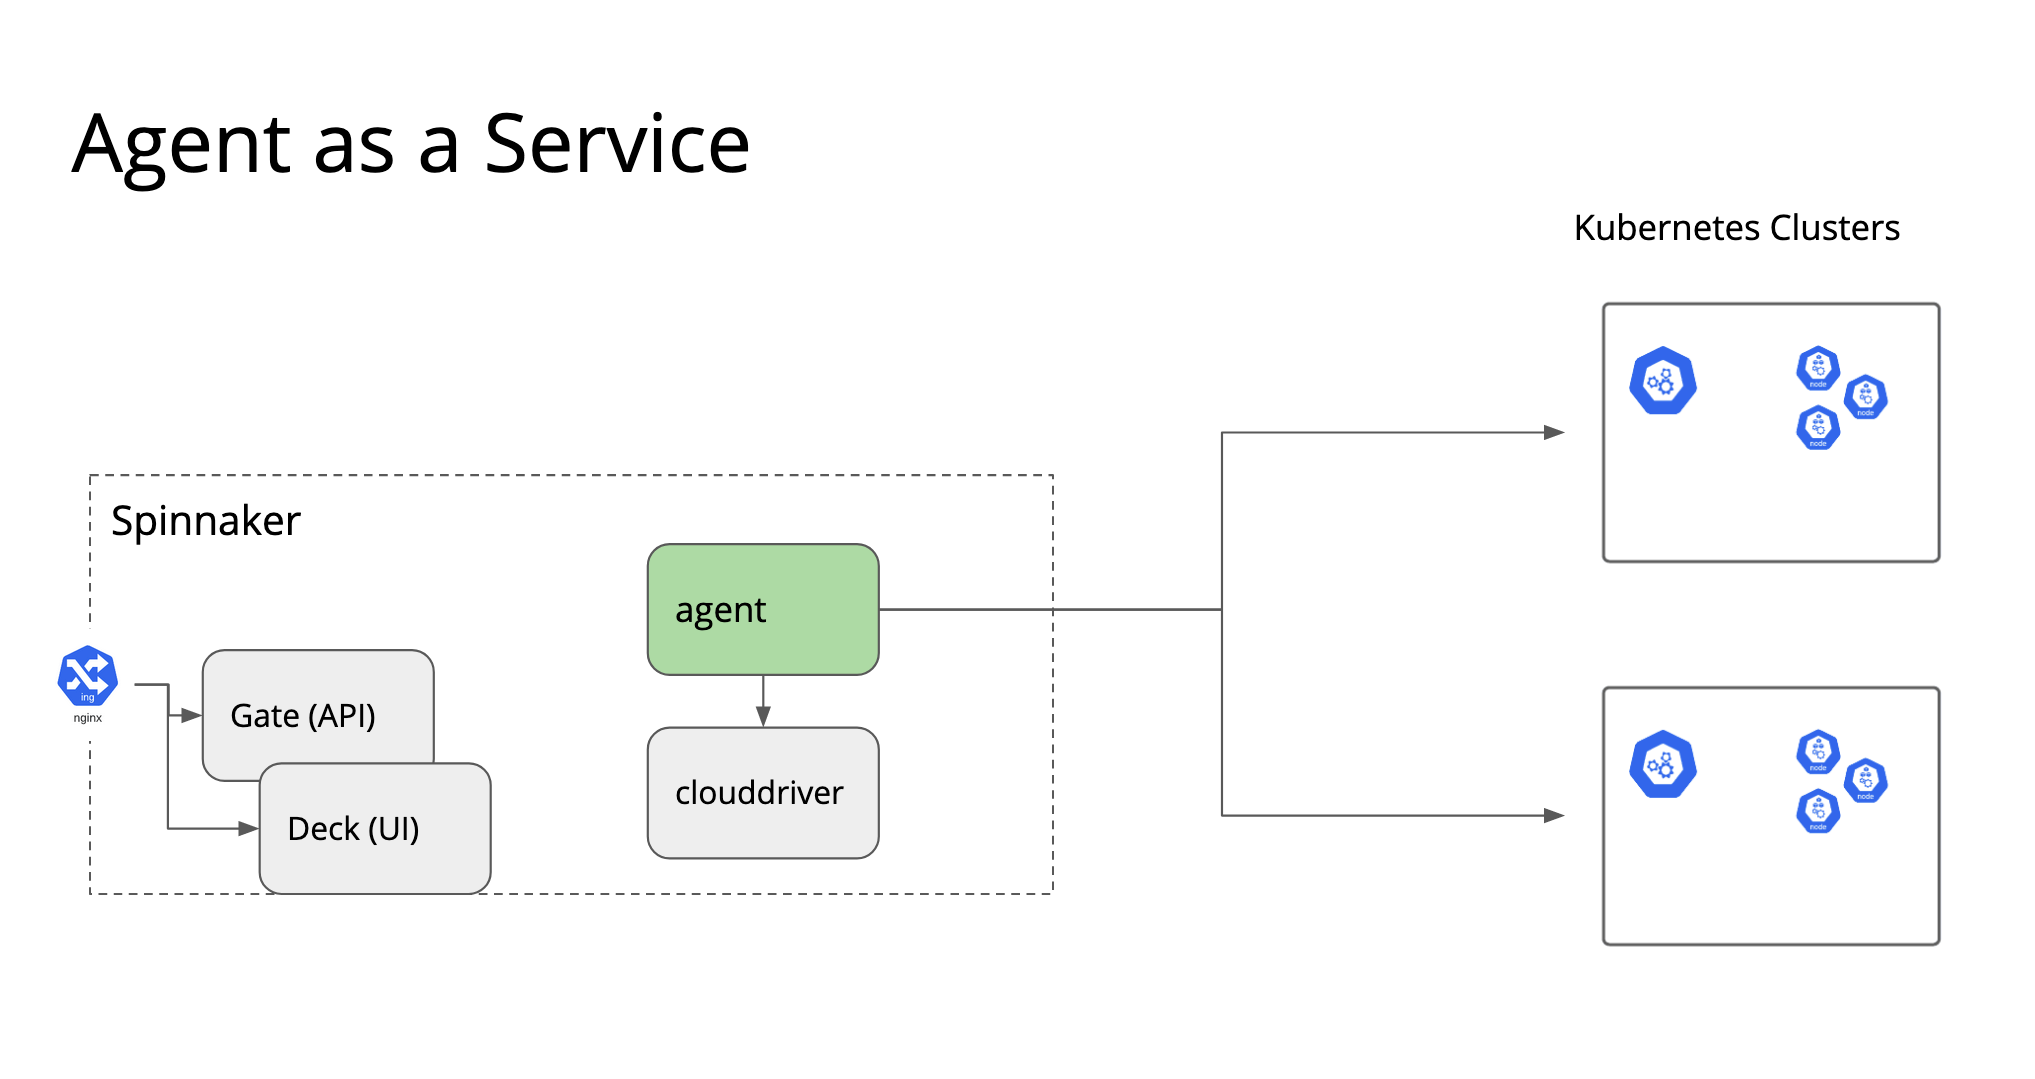 Agent as a Service
Kubernetes Clusters
node
node
node
Spinnaker
agent
ing
nginx
Gate (API)
clouddriver
Deck (UI)
node
node
node